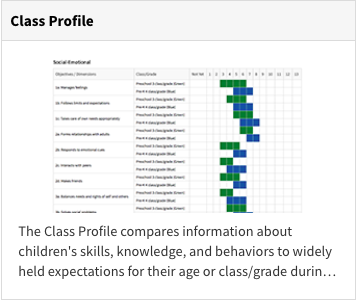 Class Profile
Social-Emotional
Objectives / Dimensions Class/Grade Not Yet 1 2 3 4 5 6 7 8 9 10 11 12 13
1a. Manages feelings
Preschool 3 class/grade (Green)
Pre-K 4 class/grade (Blue)
1b. Follows limits and expectations
Preschool 3 class/grade (Green)
Pre-K 4 class/grade (Blue)
1c. Takes care of own needs appropriately
Preschool 3 class/grade (Green)
Pre-K 4 class/grade (Blue)
2a. Forms relationships with adults
Preschool 3 class/grade (Green)
Pre-K 4 class/grade (Blue)
2b. Responds to emotional cues
Preschool 3 class/grade (Green)
Pre-K 4 class/grade (Blue)
2c. Interacts with peers
Preschool 3 class/grade (Green)
Pre-K 4 class/grade (Blue)
2d. Makes friends
Preschool 3 class/grade (Green)
Pre-K 4 class/grade (Blue)
3a. Balances needs and rights of self and others
Preschool 3 class/grade (Green)
Pre-K 4 class/grade (Blue)
Preschool 3 class/grade (Green)
The Class Profile compares information about
children's skills, knowledge, and behaviors to widely
held expectations for their age or class/grade durin…